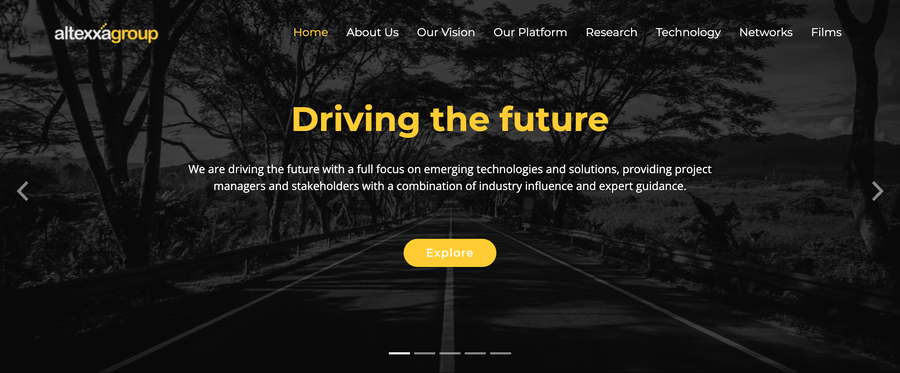 altexxagroup
Home About Us Our Vision Our Platform Research Technology Networks Films
Driving the future
We are driving the future with a full focus on emerging technologies and solutions, providing project
managers and stakeholders with a combination of industry influence and expert guidance.
Explore